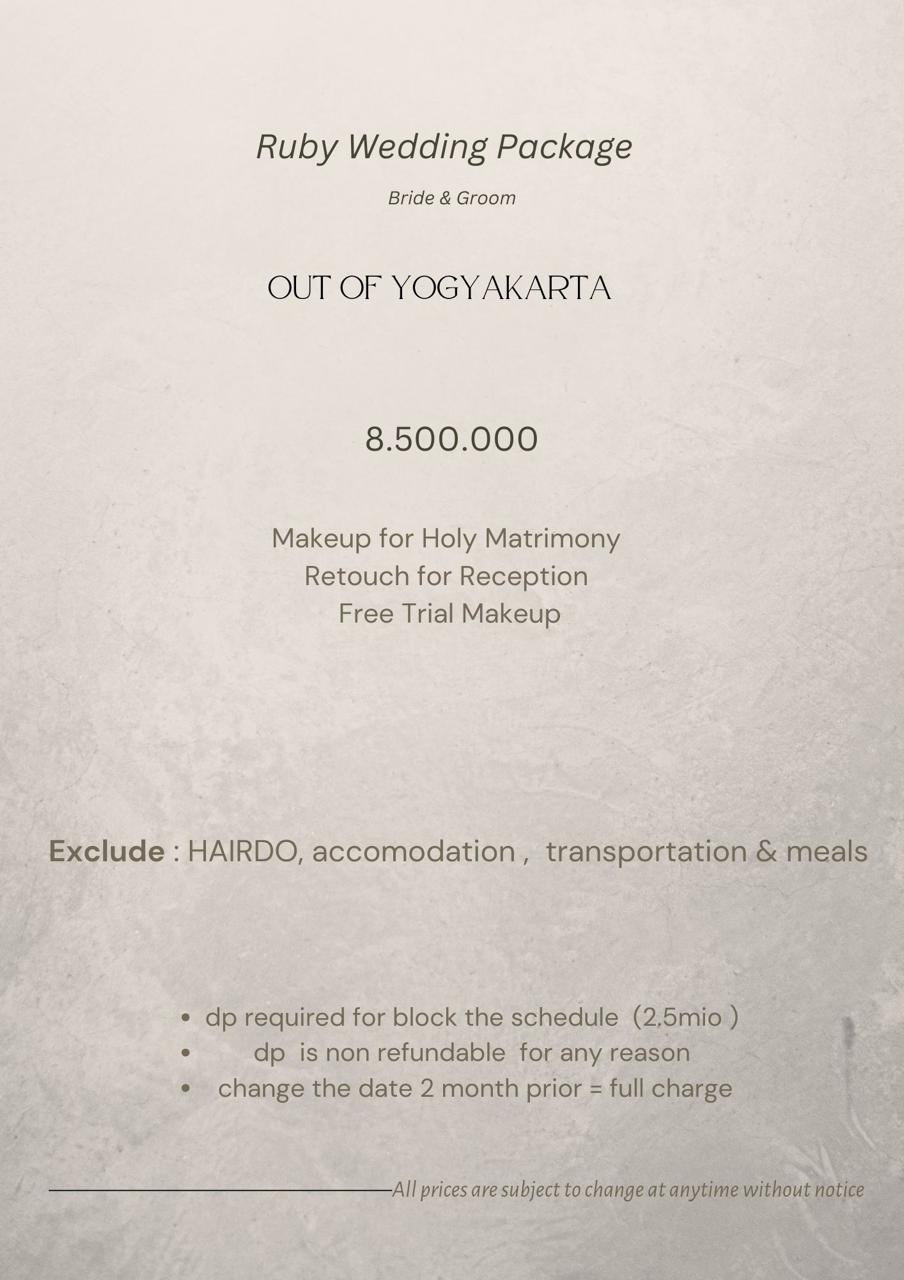 Ruby Wedding Package
Bride & Groom
OUT OF YOGYAKARTA
8.500.000
Makeup for Holy Matrimony
Retouch for Reception
Free Trial Makeup
Exclude : HAIRDO, accomodation ,  transportation & meals
• dp required for block the schedule  (2,5mio )
• dp  is non refundable  for any reason
• change the date 2 month prior = full charge
All prices are subject to change at anytime without notice